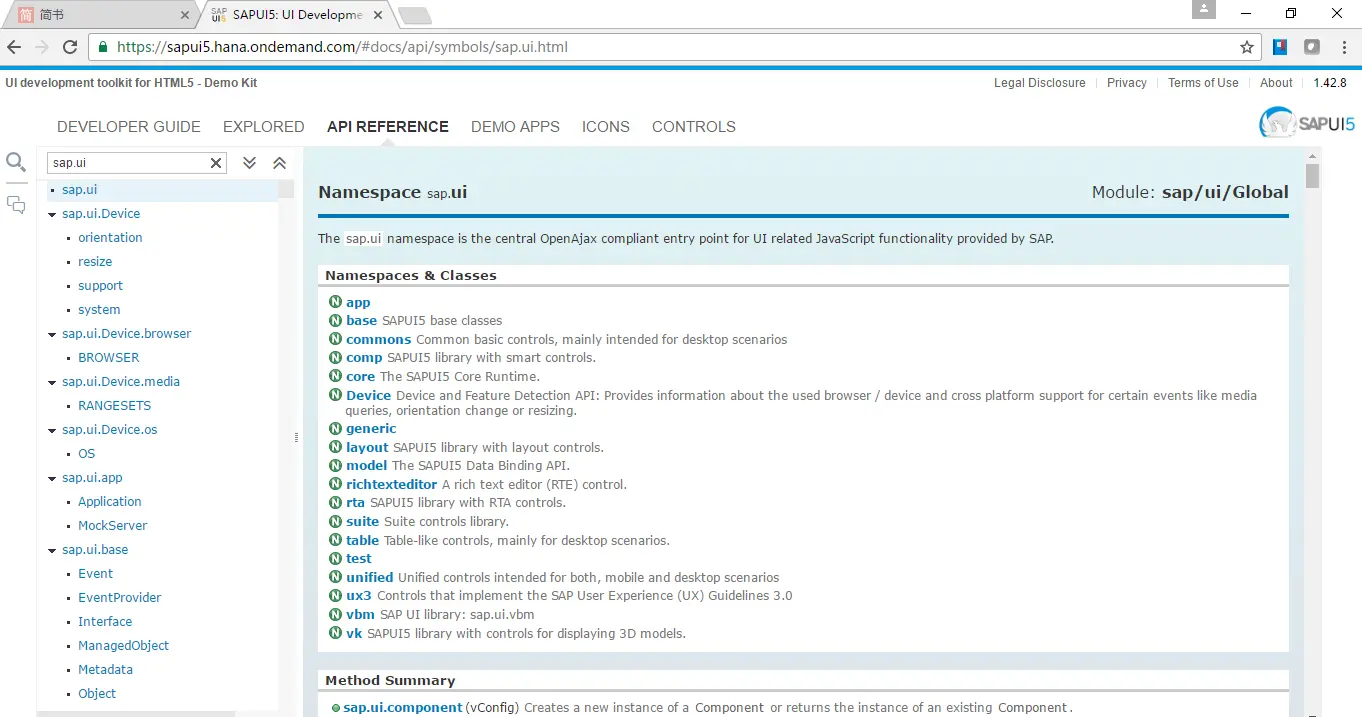 简书
SAPUI5: UI Developme
https://sapui5.hana.ondemand.com/#docs/api/symbols/sap.ui.html
UI development toolkit for HTML5 - Demo Kit
Legal Disclosure
Privacy
Terms of Use
About
1.42.8
DEVELOPER GUIDE
EXPLORED
API REFERENCE
DEMO APPS
ICONS
CONTROLS
SAPUI5
sap.ui
sap.ui
sap.ui.Device
orientation
resize
support
system
sap.ui.Device.browser
BROWSER
sap.ui.Device.media
RANGESETS
sap.ui.Device.os
OS
sap.ui.app
Application
MockServer
sap.ui.base
Event
EventProvider
Interface
ManagedObject
Metadata
Object
Namespace sap.ui
Module: sap/ui/Global
The sap.ui namespace is the central OpenAjax compliant entry point for UI related JavaScript functionality provided by SAP.
Namespaces & Classes
N app
N base SAPUI5 base classes
N commons Common basic controls, mainly intended for desktop scenarios
N comp SAPUI5 library with smart controls.
N core The SAPUI5 Core Runtime.
N Device Device and Feature Detection API: Provides information about the used browser / device and cross platform support for certain events like media
queries, orientation change or resizing.
N generic
N layout SAPUI5 library with layout controls.
N model The SAPUI5 Data Binding API.
N richtexteditor A rich text editor (RTE) control.
N rta SAPUI5 library with RTA controls.
N suite Suite controls library.
N table Table-like controls, mainly for desktop scenarios.
N test
N unified Unified controls intended for both, mobile and desktop scenarios
N ux3 Controls that implement the SAP User Experience (UX) Guidelines 3.0
N vbm SAP UI library: sap.ui.vbm
N vk SAPUI5 library with controls for displaying 3D models.
Method Summary
sap.ui.component (vConfig) Creates a new instance of a Component or returns the instance of an existing Component.